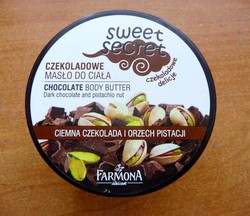 sweet
secret
czekoladowe
delicje
CZEKOLADOWE
MASŁO DO CIAŁA
CHOCOLATE BODY BUTTER
Dark chocolate and pistachio nut
CIEMNA CZEKOLADA I ORZECH PISTACJI
FARMONA